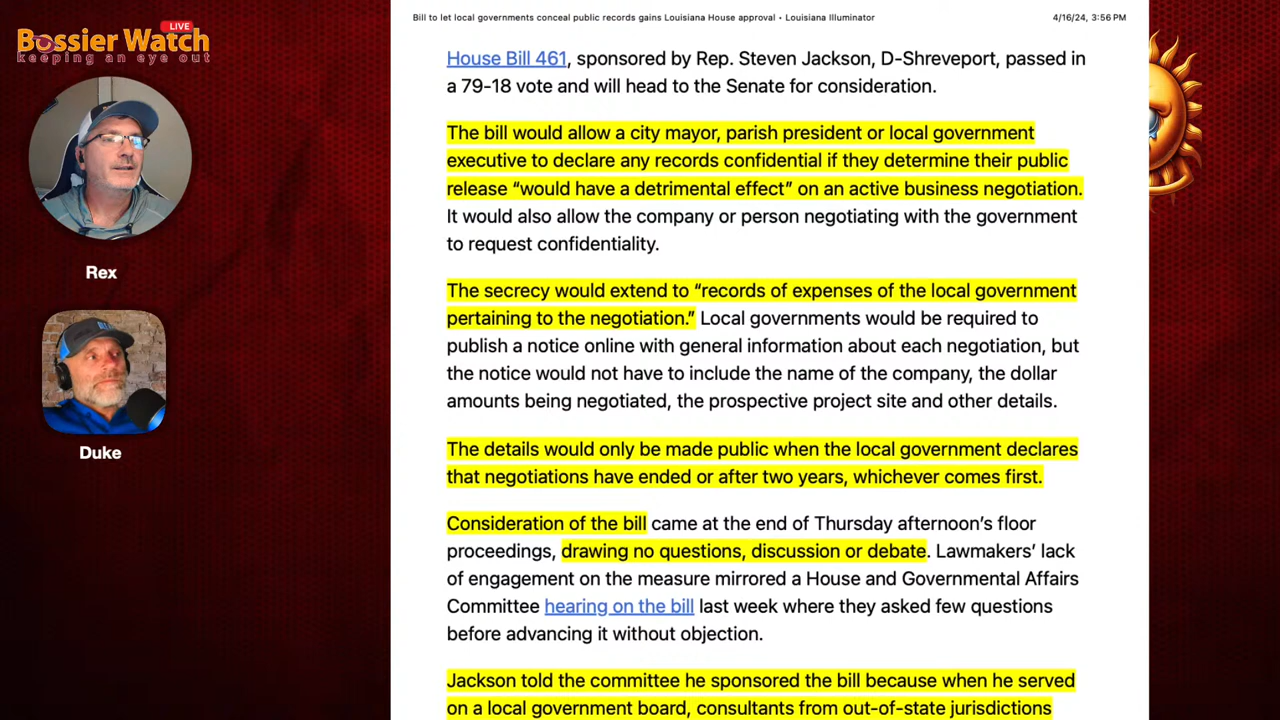 Bill to let local governments conceal public records gains Louisiana House approval • Louisiana Illuminator
4/16/24, 3:56 PM
LIVE
Bossier Watch
keeping an eye out
Rex
Duke
House Bill 461, sponsored by Rep. Steven Jackson, D-Shreveport, passed in
a 79-18 vote and will head to the Senate for consideration.
The bill would allow a city mayor, parish president or local government
executive to declare any records confidential if they determine their public
release “would have a detrimental effect” on an active business negotiation.
It would also allow the company or person negotiating with the government
to request confidentiality.
The secrecy would extend to “records of expenses of the local government
pertaining to the negotiation.” Local governments would be required to
publish a notice online with general information about each negotiation, but
the notice would not have to include the name of the company, the dollar
amounts being negotiated, the prospective project site and other details.
The details would only be made public when the local government declares
that negotiations have ended or after two years, whichever comes first.
Consideration of the bill came at the end of Thursday afternoon’s floor
proceedings, drawing no questions, discussion or debate. Lawmakers’ lack
of engagement on the measure mirrored a House and Governmental Affairs
Committee hearing on the bill last week where they asked few questions
before advancing it without objection.
Jackson told the committee he sponsored the bill because when he served
on a local government board, consultants from out-of-state jurisdictions